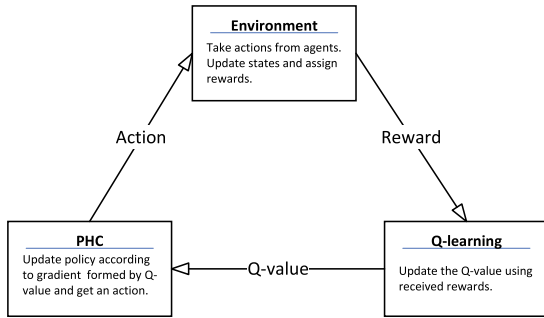 Environment
Take actions from agents.
Update states and assign
rewards.
Action
Reward
PHC
Update policy according
to gradient formed by Q-
value and get an action.
Q-value
Q-learning
Update the Q-value using
received rewards.